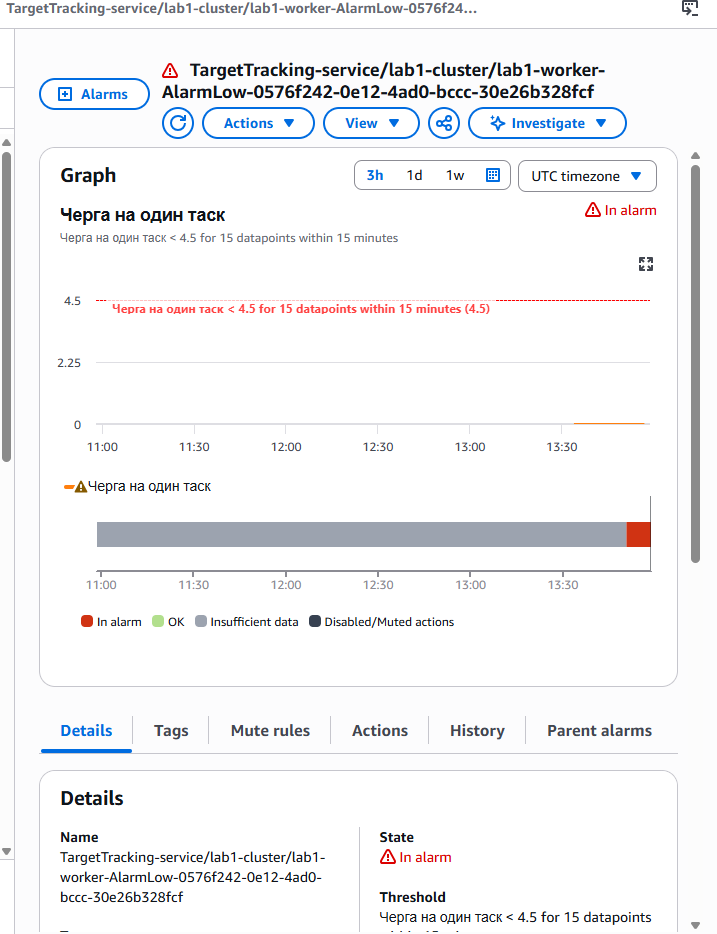 TargetTracking-service/lab1-cluster/lab1-worker-AlarmLow-0576f24...
Alarms
TargetTracking-service/lab1-cluster/lab1-worker-
AlarmLow-0576f242-0e12-4ad0-bccc-30e26b328fcf
Actions
View
Investigate
Graph
3h
1d
1w
UTC timezone
Черга на один таск
In alarm
Черга на один таск < 4.5 for 15 datapoints within 15 minutes
4.5
Черга на один таск < 4.5 for 15 datapoints within 15 minutes (4.5)
2.25
0
11:00 11:30 12:00 12:30 13:00 13:30
Черга на один таск
11:00 11:30 12:00 12:30 13:00 13:30
In alarm OK Insufficient data Disabled/Muted actions
Details Tags Mute rules Actions History Parent alarms
Details
Name
TargetTracking-service/lab1-cluster/lab1-
worker-AlarmLow-0576f242-0e12-4ad0-
bccc-30e26b328fcf
State
In alarm
Threshold
Черга на один таск < 4.5 for 15 datapoints